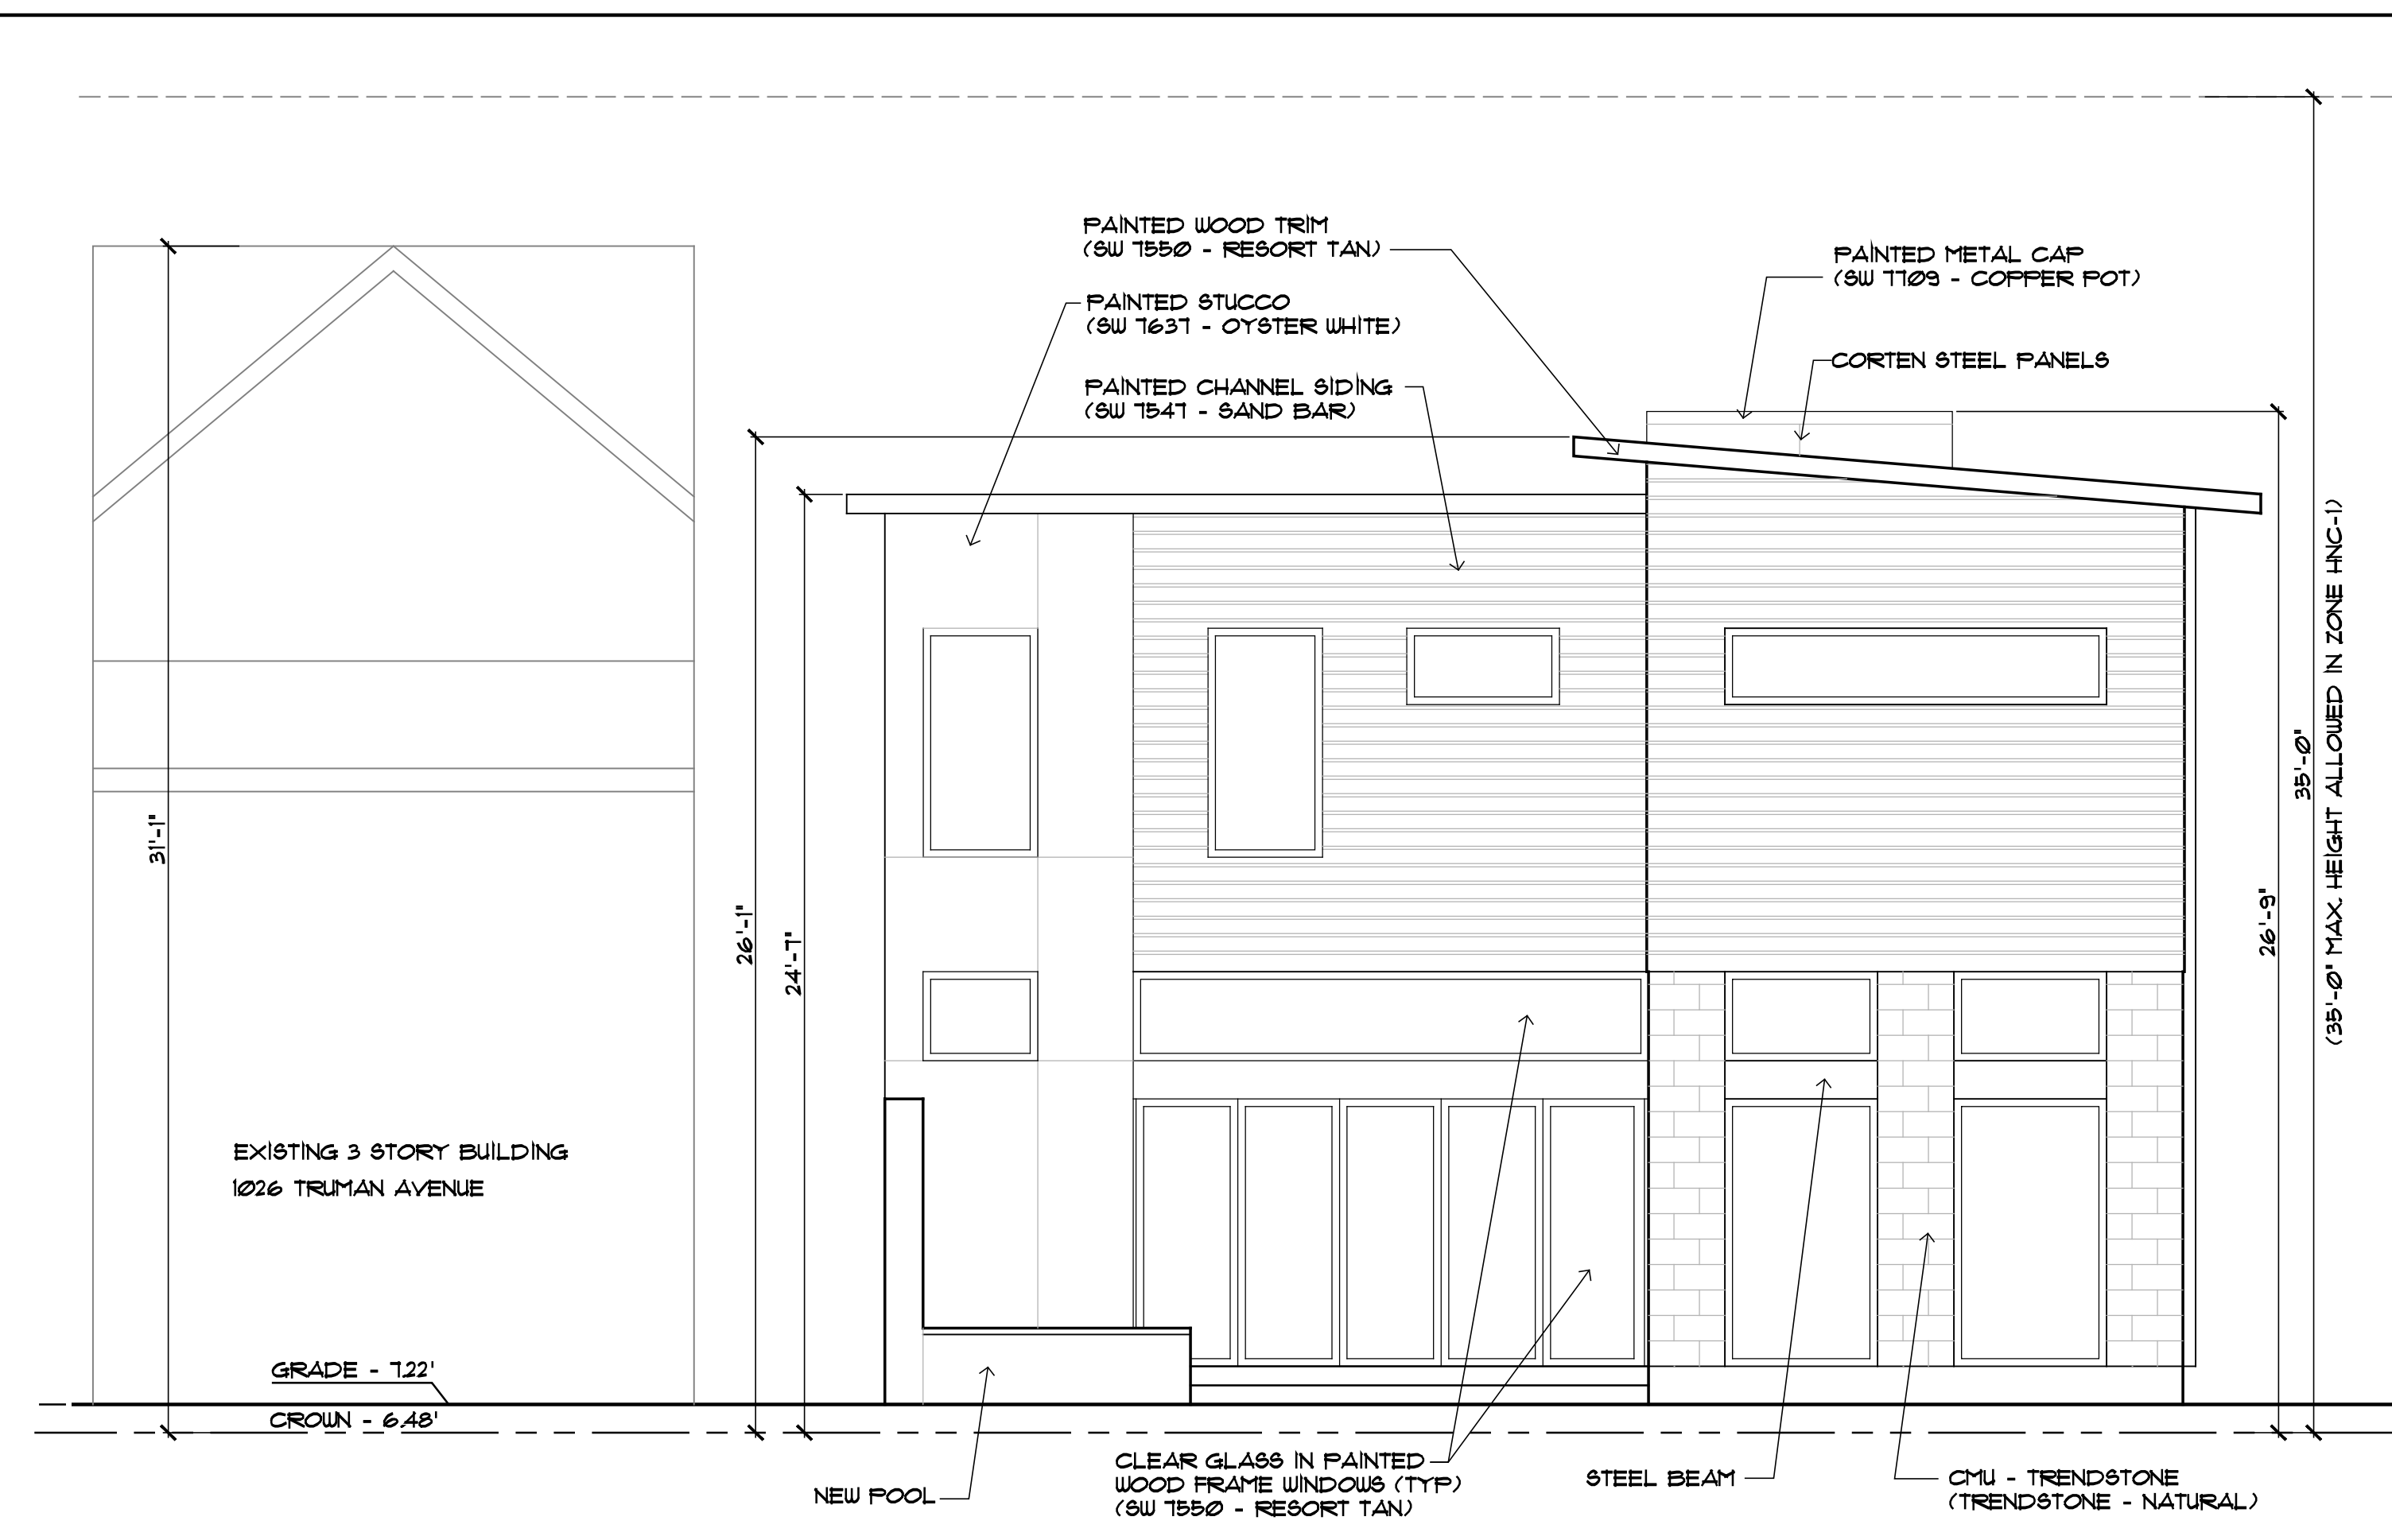 PAINTED WOOD TRIM
(SW 7550 - RESORT TAN)
PAINTED STUCCO
(SW 7637 - OYSTER WHITE)
PAINTED CHANNEL SIDING
(SW 7547 - SAND BAR)
PAINTED METAL CAP
(SW 7709 - COPPER POT)
CORTEN STEEL PANELS
31'-1"
26'-1"
24'-7"
26'-9"
35'-0"
(35'-0" MAX. HEIGHT ALLOWED IN ZONE HNC-1)
EXISTING 3 STORY BUILDING
1026 TRUMAN AVENUE
GRADE - 7.22'
CROWN - 6.48'
NEW POOL
CLEAR GLASS IN PAINTED
WOOD FRAME WINDOWS (TYP)
(SW 7550 - RESORT TAN)
STEEL BEAM
CMU - TRENDSTONE
(TRENDSTONE - NATURAL)